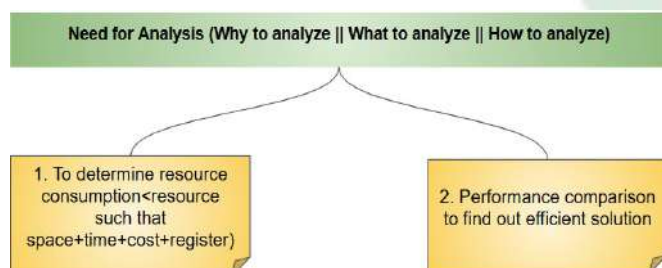 Need for Analysis (Why to analyze || What to analyze || How to analyze)
1. To determine resource
consumption<resource
such that
space+time+cost+register)
2. Performance comparison
to find out efficient solution